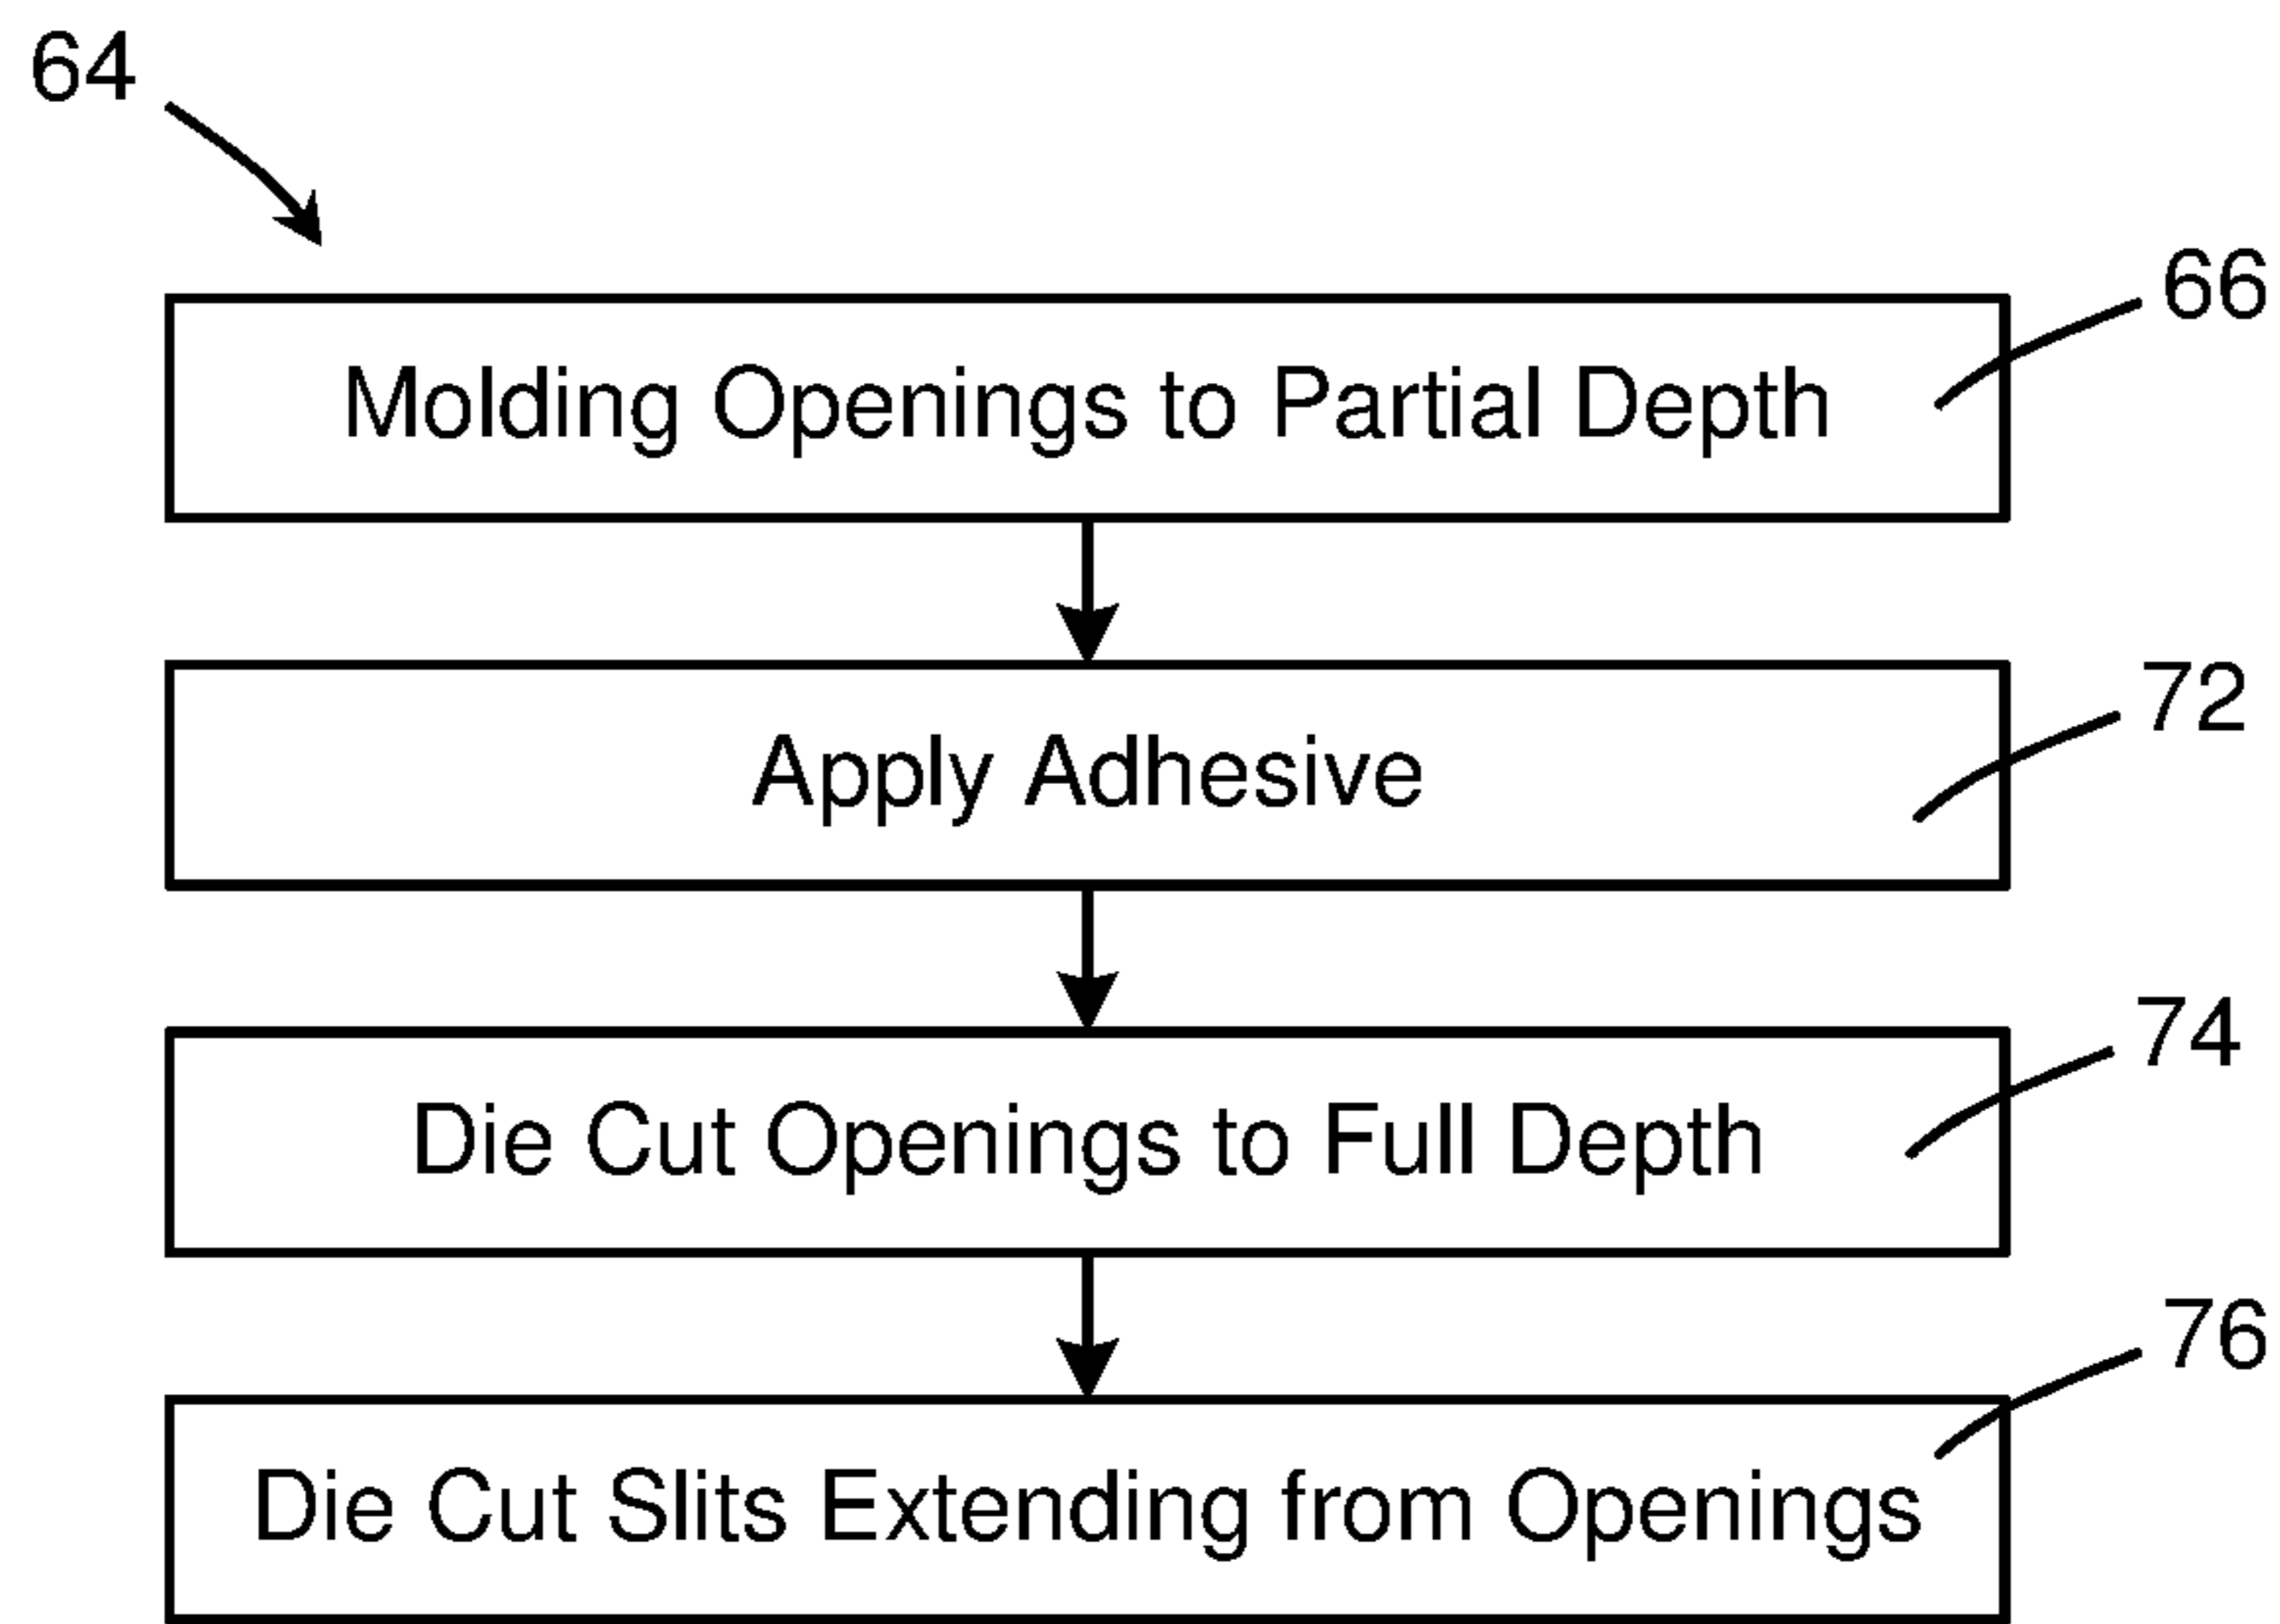 64
66
Molding Openings to Partial Depth
72
Apply Adhesive
74
Die Cut Openings to Full Depth
76
Die Cut Slits Extending from Openings